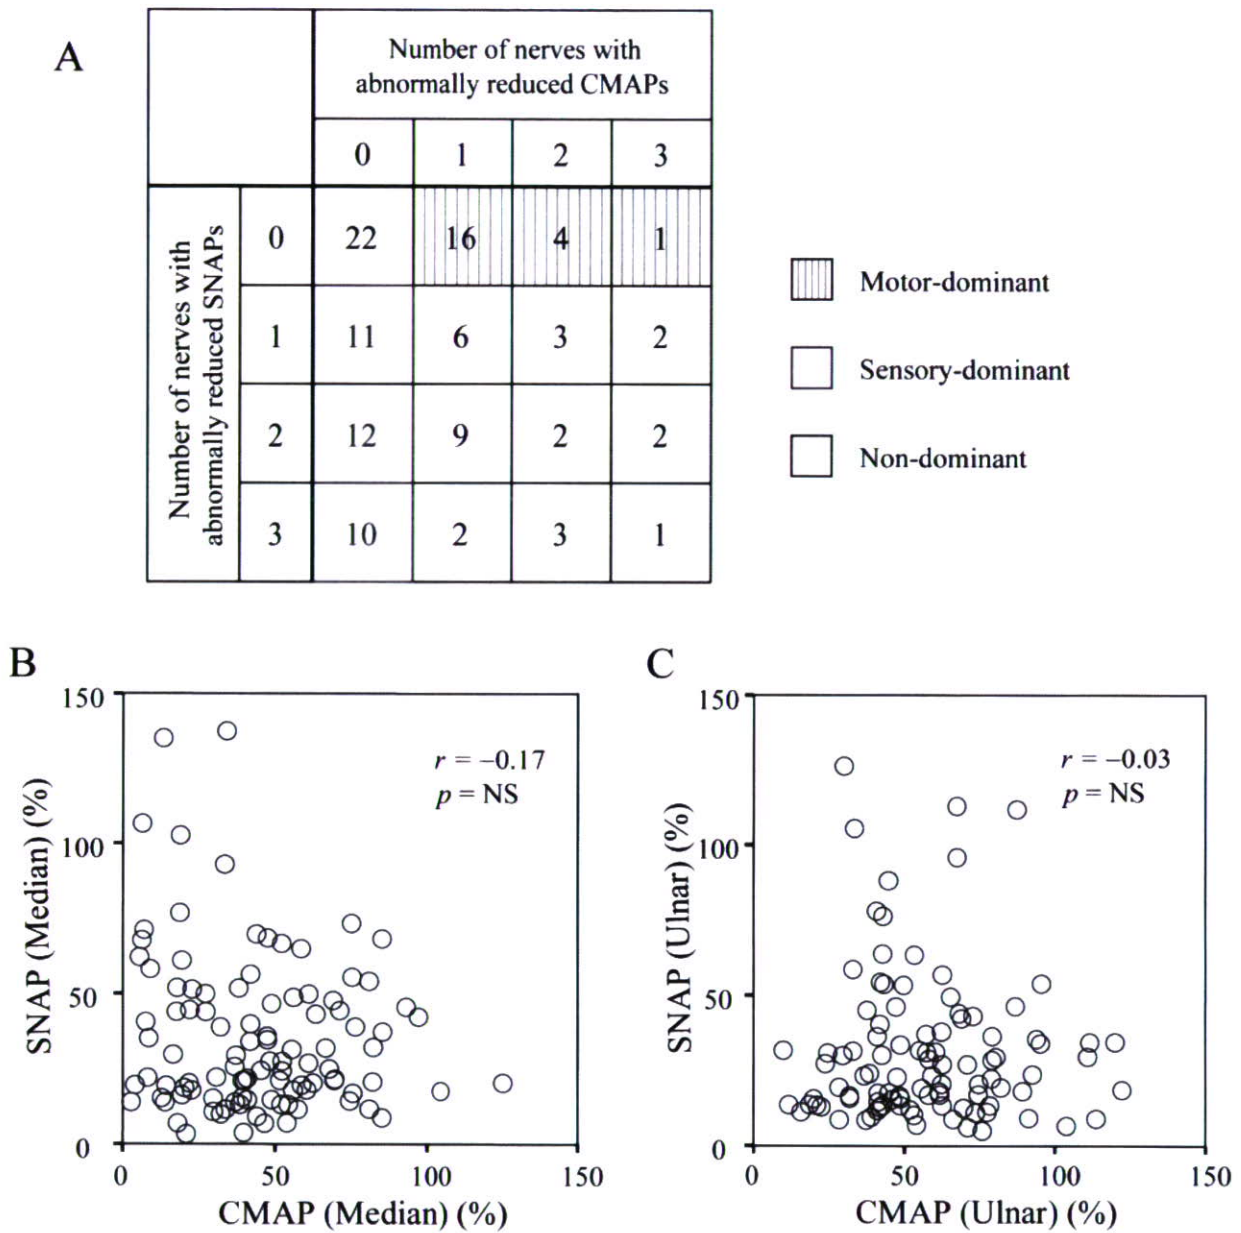 A
Number of nerves with
abnormally reduced CMAPs
0 1 2 3
Number of nerves with
abnormally reduced SNAPs
0 22 16 4 1
1 11 6 3 2
2 12 9 2 2
3 10 2 3 1
Motor-dominant
Sensory-dominant
Non-dominant
B
150
100
50
0
SNAP (Median) (%)
r = −0.17
p = NS
0 50 100 150
CMAP (Median) (%)
C
150
100
50
0
SNAP (Ulnar) (%)
r = −0.03
p = NS
0 50 100 150
CMAP (Ulnar) (%)